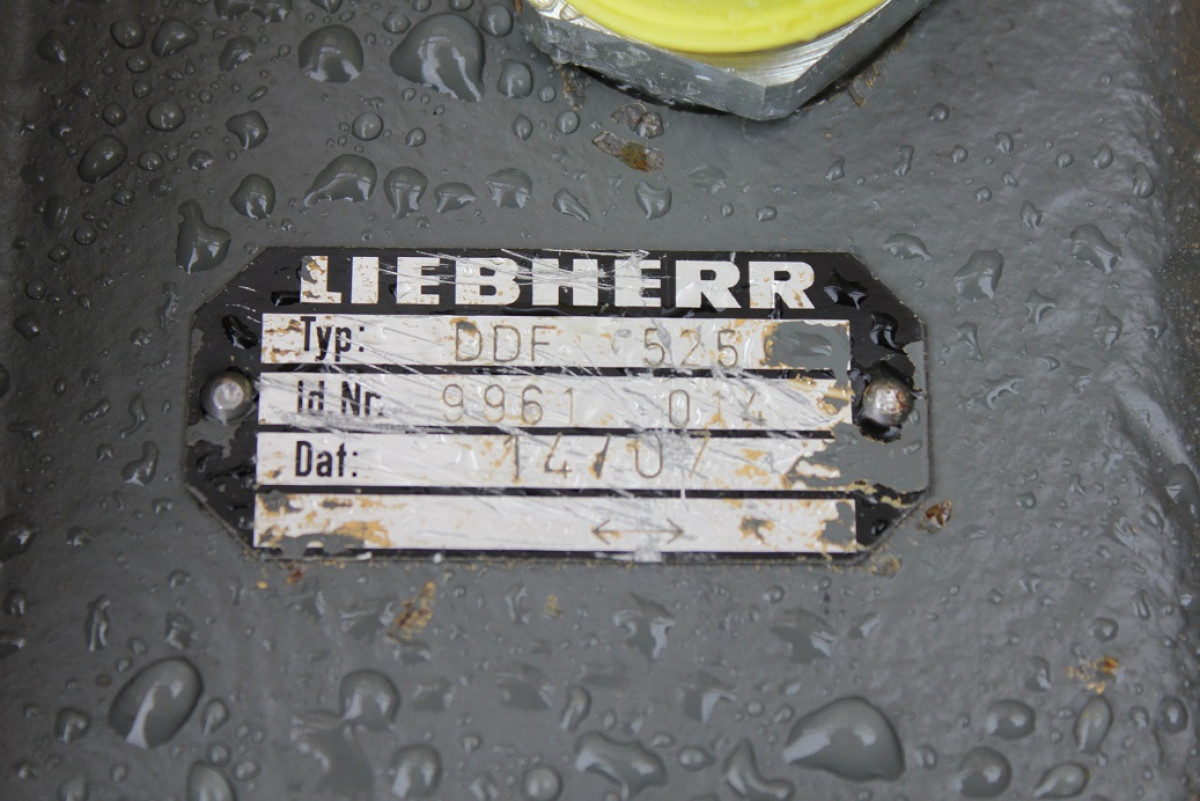 LIEBHERR
Typ: DDF 525
Id Nr. 9961 014
Dat: 14/07
↔